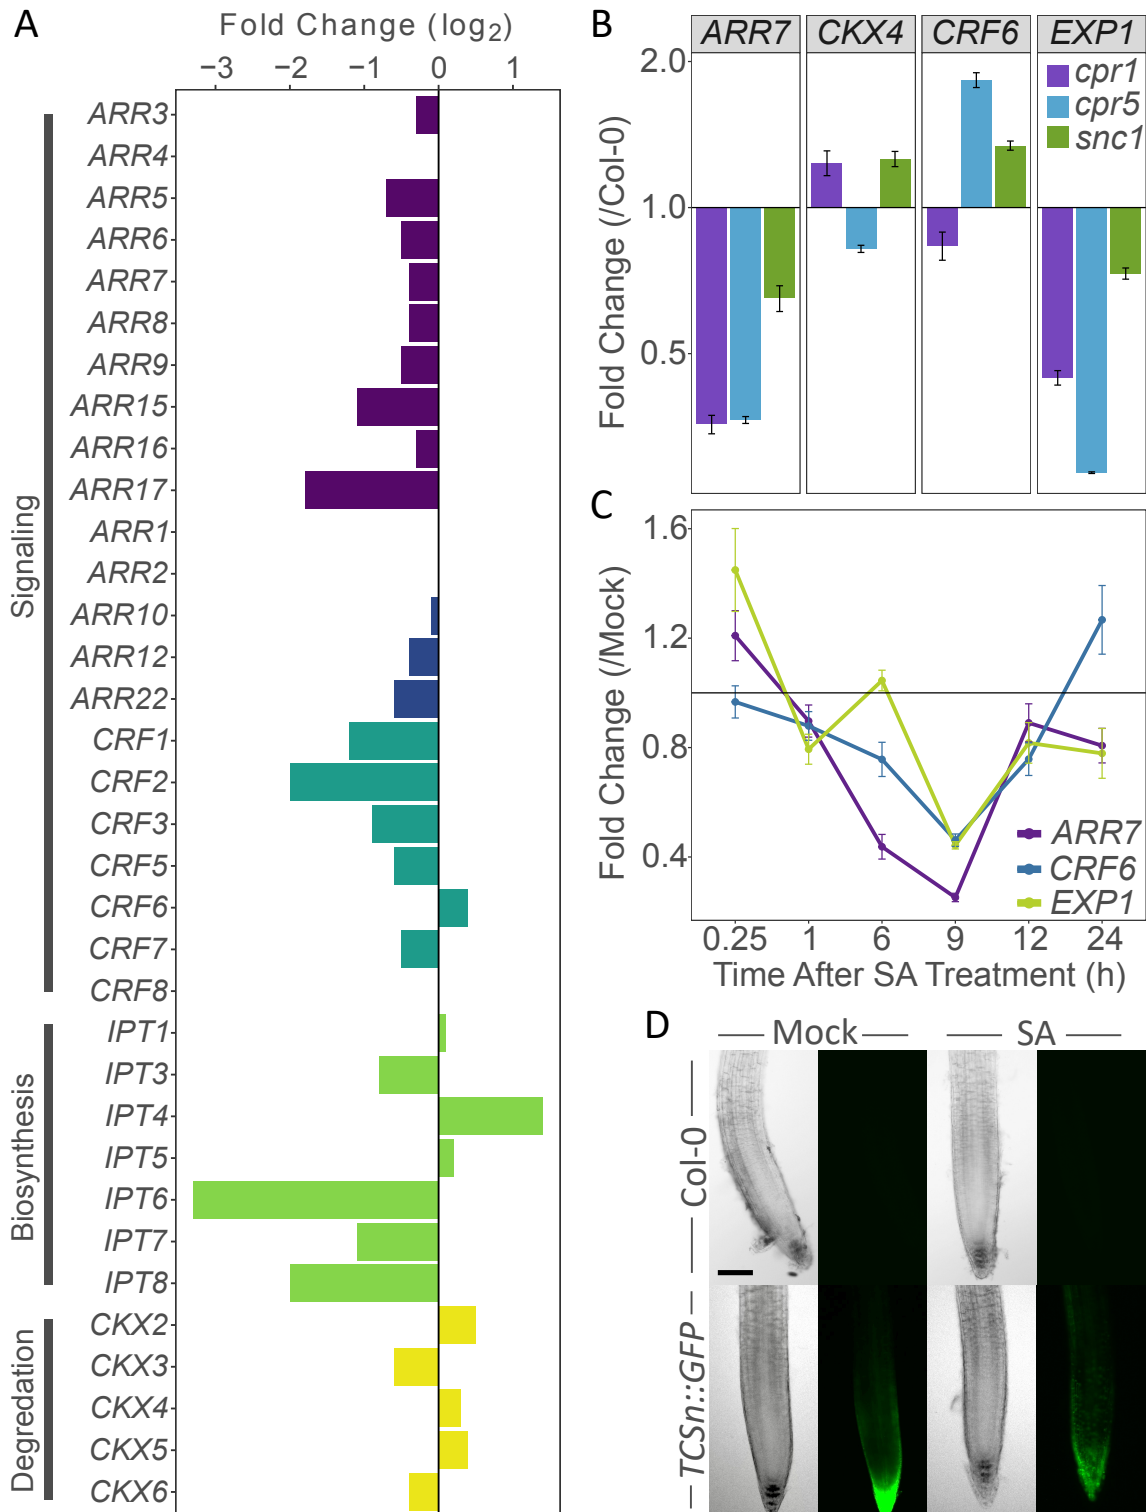 A
Fold Change (log2)
−3 −2 −1 0 1
Signaling
ARR3
ARR4
ARR5
ARR6
ARR7
ARR8
ARR9
ARR15
ARR16
ARR17
ARR1
ARR2
ARR10
ARR12
ARR22
CRF1
CRF2
CRF3
CRF5
CRF6
CRF7
CRF8
Biosynthesis
IPT1
IPT3
IPT4
IPT5
IPT6
IPT7
IPT8
Degredation
CKX2
CKX3
CKX4
CKX5
CKX6
B
ARR7 CKX4 CRF6 EXP1
Fold Change (/Col-0)
2.0
1.0
0.5
cpr1
cpr5
snc1
C
Fold Change (/Mock)
1.6
1.2
0.8
0.4
ARR7
CRF6
EXP1
0.25 1 6 9 12 24
Time After SA Treatment (h)
D
Mock SA
Col-0
TCSn::GFP